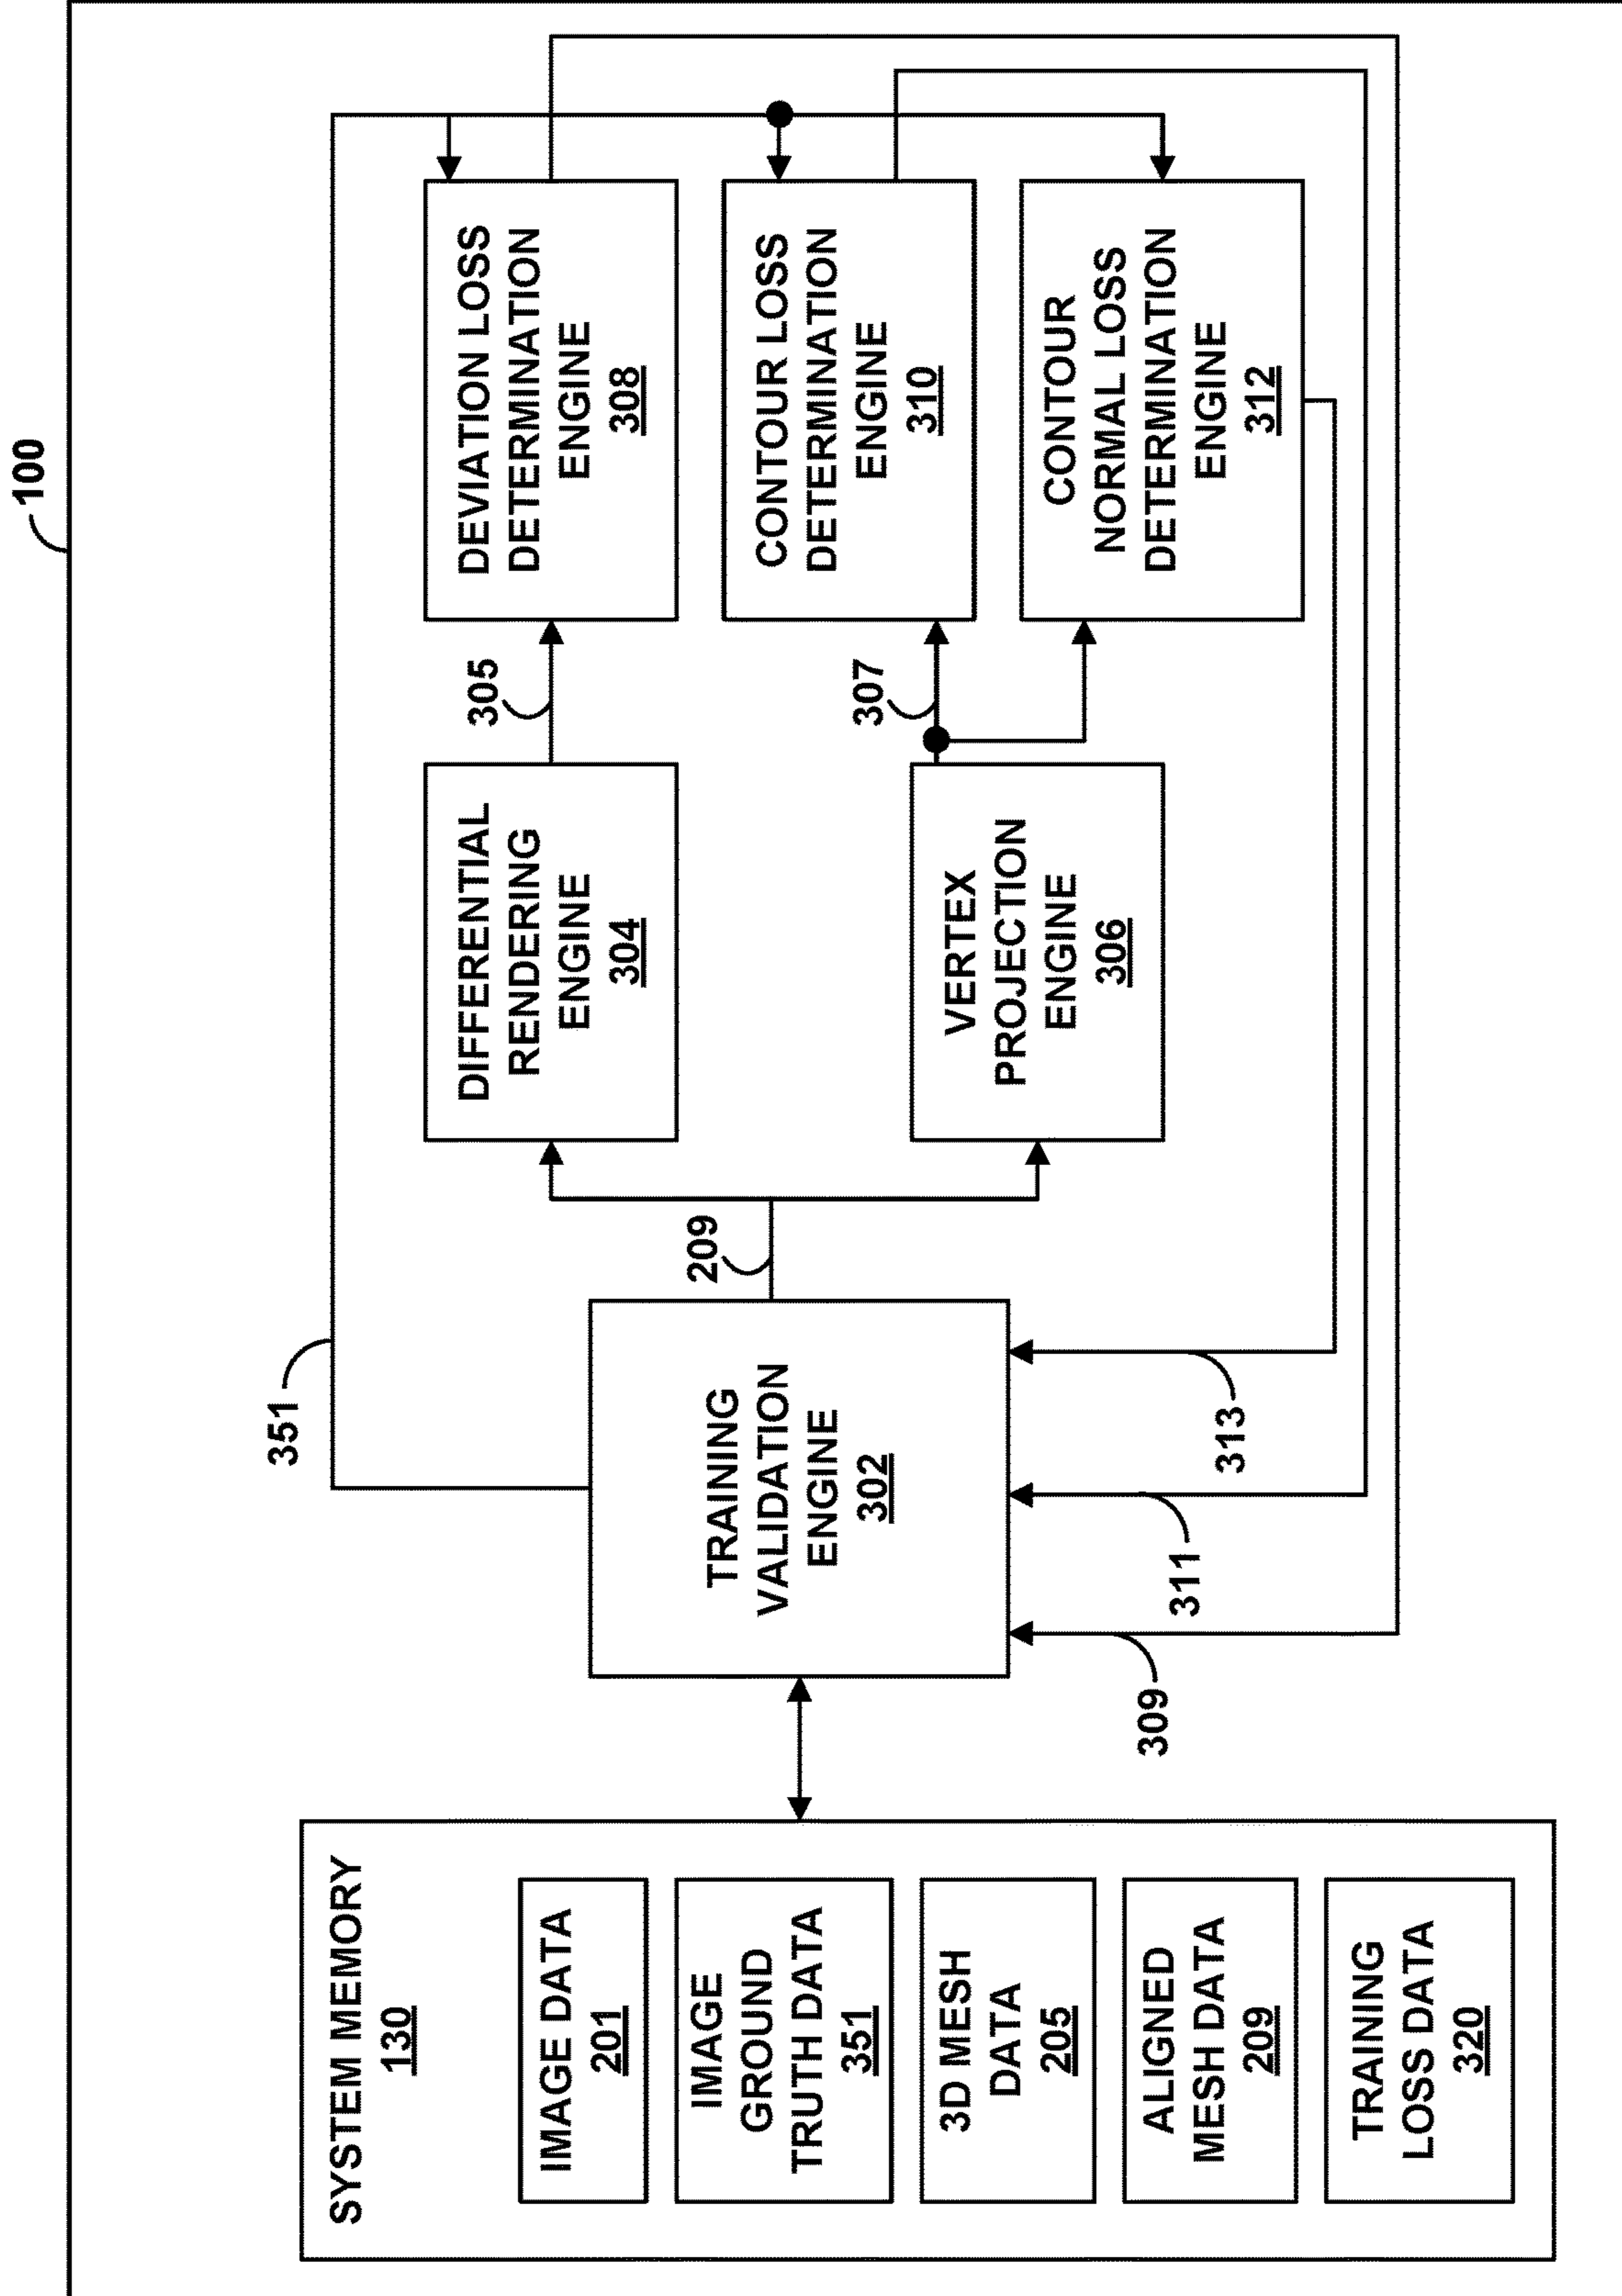 100
SYSTEM MEMORY
130
IMAGE DATA
201
IMAGE
GROUND
TRUTH DATA
351
3D MESH
DATA
205
ALIGNED
MESH DATA
209
TRAINING
LOSS DATA
320
351
TRAINING
VALIDATION
ENGINE
302
309
311
313
209
DIFFERENTIAL
RENDERING
ENGINE
304
VERTEX
PROJECTION
ENGINE
306
305
307
DEVIATION LOSS
DETERMINATION
ENGINE
308
CONTOUR LOSS
DETERMINATION
ENGINE
310
CONTOUR
NORMAL LOSS
DETERMINATION
ENGINE
312